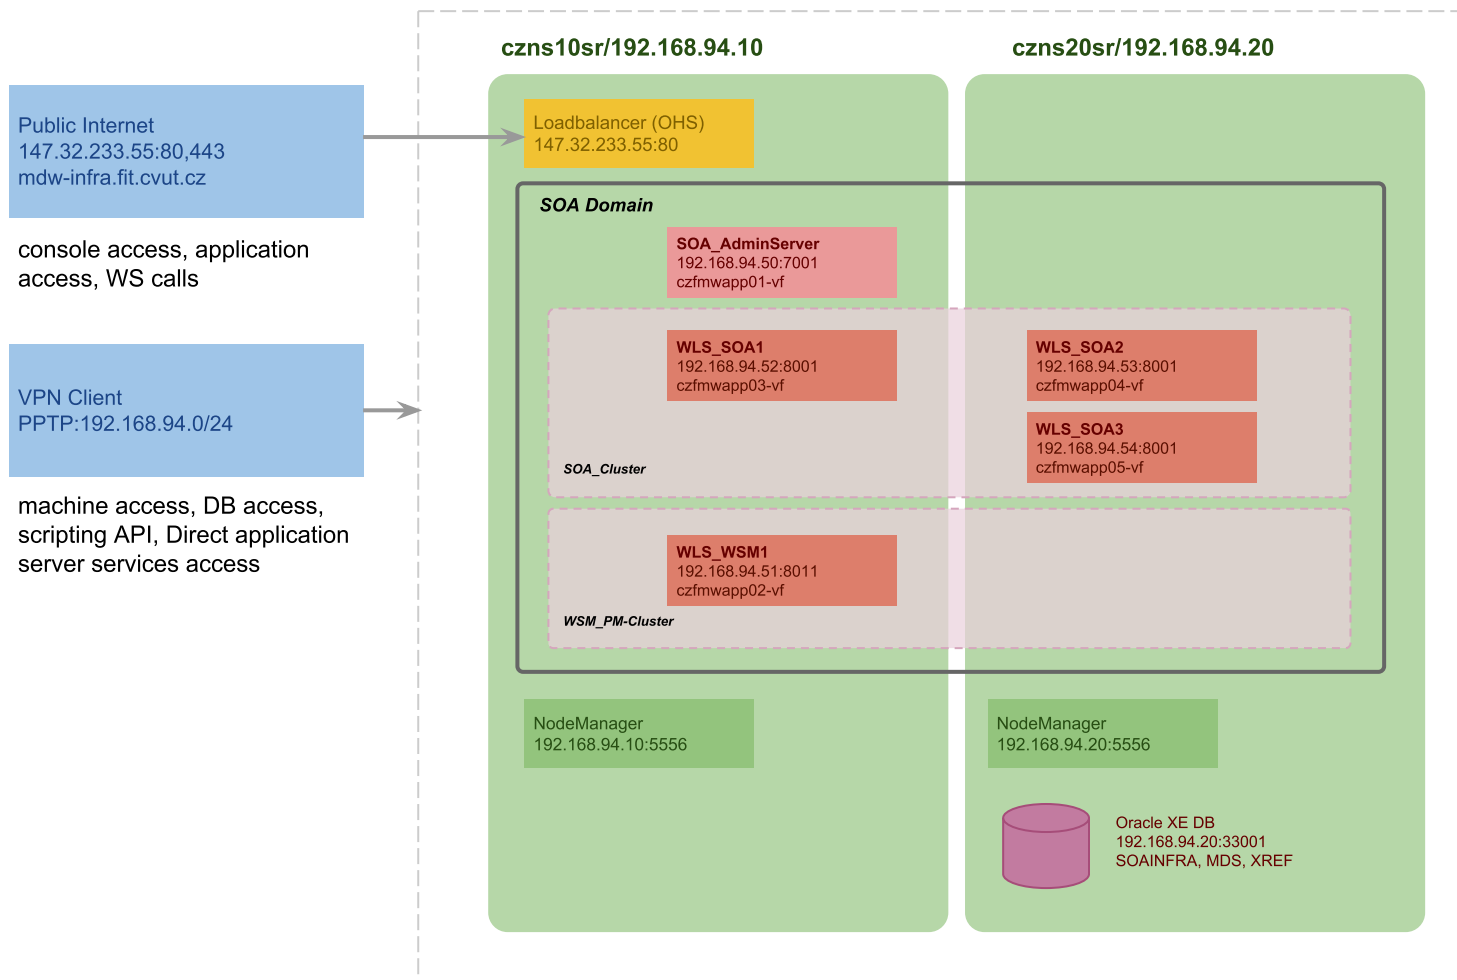 czns10sr/192.168.94.10
czns20sr/192.168.94.20
Public Internet
147.32.233.55:80,443
mdw-infra.fit.cvut.cz
console access, application
access, WS calls
VPN Client
PPTP:192.168.94.0/24
machine access, DB access,
scripting API, Direct application
server services access
Loadbalancer (OHS)
147.32.233.55:80
SOA Domain
SOA_AdminServer
192.168.94.50:7001
czfmwapp01-vf
WLS_SOA1
192.168.94.52:8001
czfmwapp03-vf
WLS_SOA2
192.168.94.53:8001
czfmwapp04-vf
WLS_SOA3
192.168.94.54:8001
czfmwapp05-vf
SOA_Cluster
WLS_WSM1
192.168.94.51:8011
czfmwapp02-vf
WSM_PM-Cluster
NodeManager
192.168.94.10:5556
NodeManager
192.168.94.20:5556
Oracle XE DB
192.168.94.20:33001
SOAINFRA, MDS, XREF